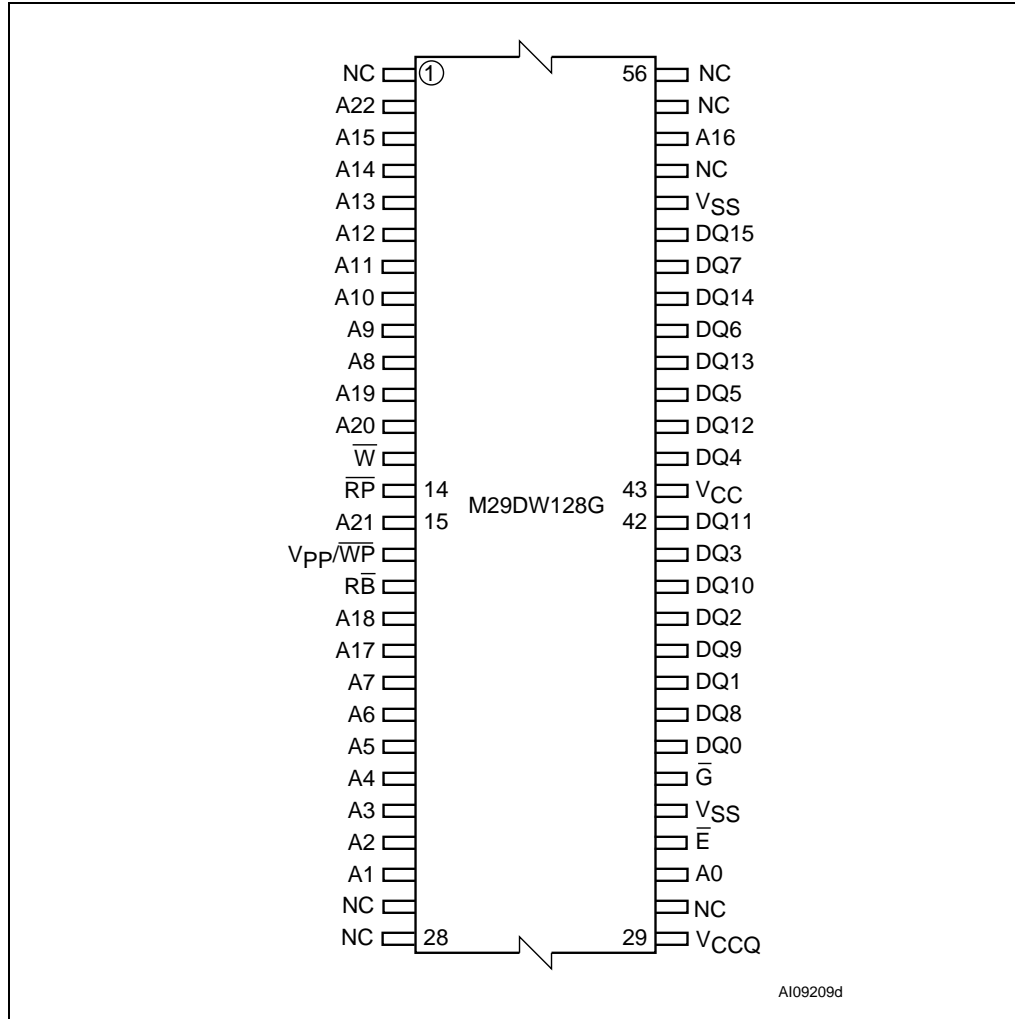 NC 1 56 NC
A22 NC
A15 A16
A14 NC
A13 VSS
A12 DQ15
A11 DQ7
A10 DQ14
A9 DQ6
A8 DQ13
A19 DQ5
A20 DQ12
W̅ DQ4
R̅P̅ 14 43 VCC
M29DW128G
A21 15 42 DQ11
VPP/W̅P̅ DQ3
RB̅ DQ10
A18 DQ2
A17 DQ9
A7 DQ1
A6 DQ8
A5 DQ0
A4 G̅
A3 VSS
A2 E̅
A1 A0
NC NC
NC 28 29 VCCQ
AI09209d